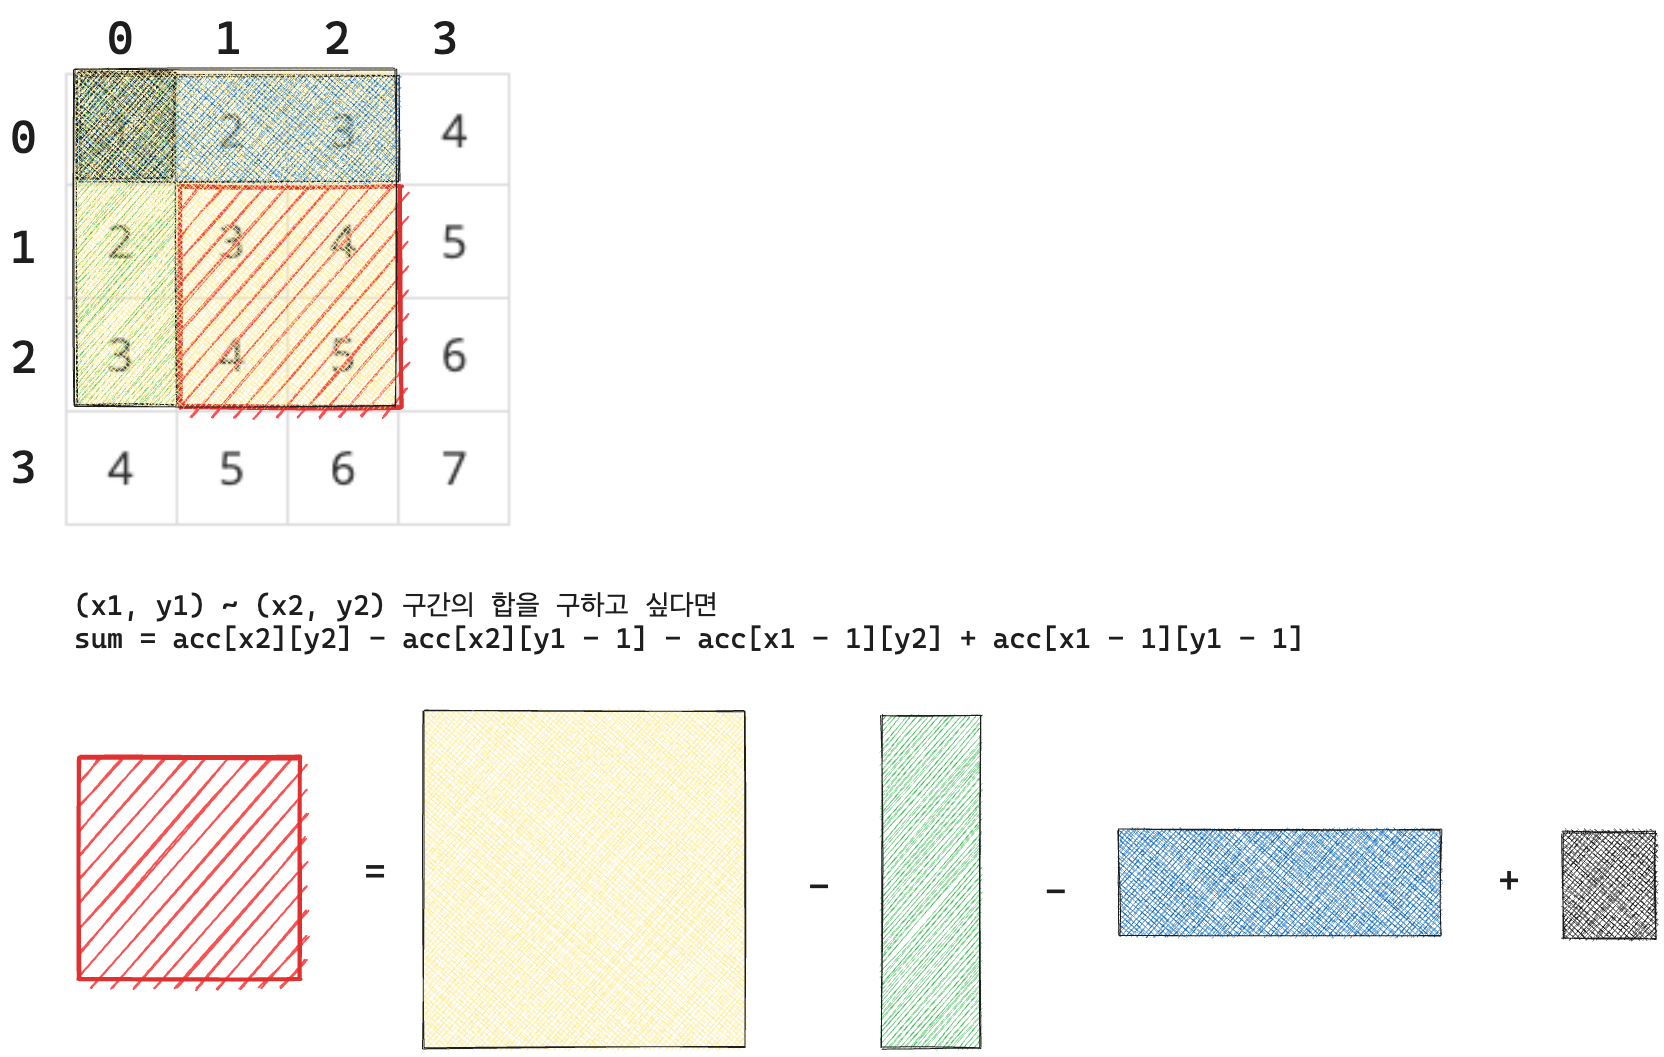 0 1 2 3
0 2 3 4
1 2 3 4 5
2 3 4 5 6
3 4 5 6 7
(x1, y1) ~ (x2, y2) 구간의 합을 구하고 싶다면
sum = acc[x2][y2] - acc[x2][y1 - 1] - acc[x1 - 1][y2] + acc[x1 - 1][y1 - 1]
= - - +